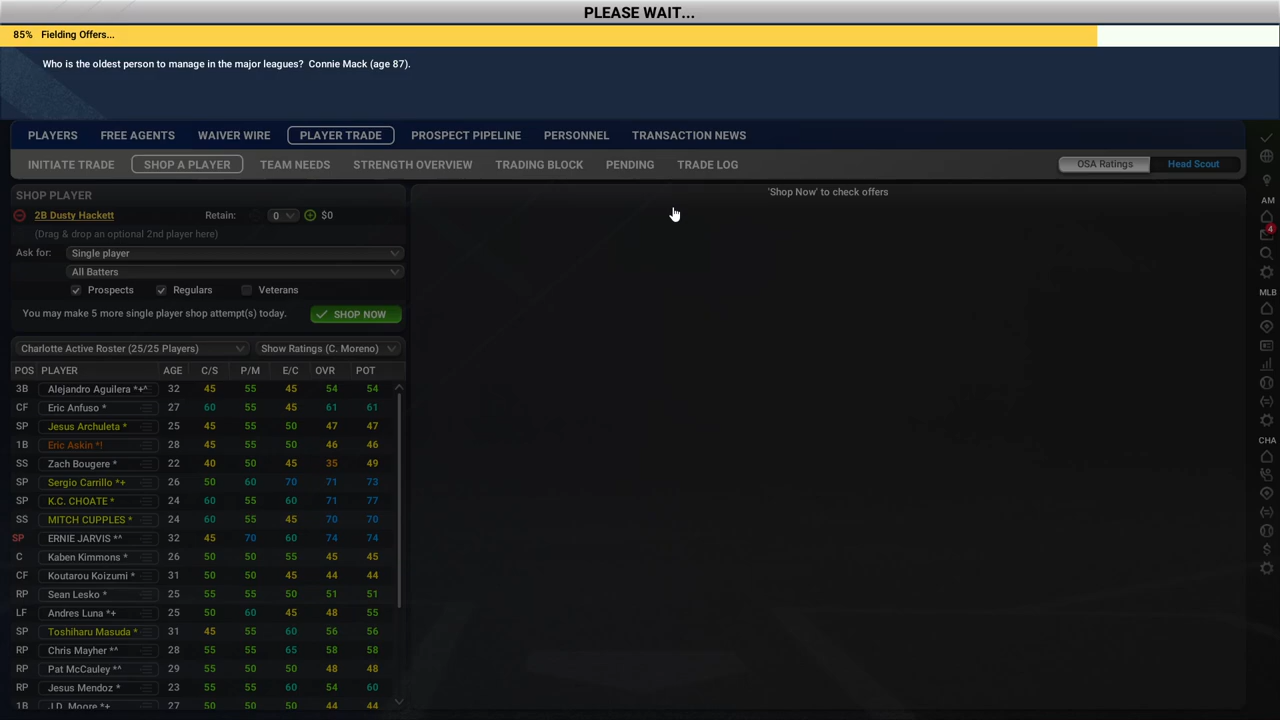 PLEASE WAIT...
85% Fielding Offers...
Who is the oldest person to manage in the major leagues? Connie Mack (age 87).
PLAYERS FREE AGENTS WAIVER WIRE PLAYER TRADE PROSPECT PIPELINE PERSONNEL TRANSACTION NEWS
INITIATE TRADE SHOP A PLAYER TEAM NEEDS STRENGTH OVERVIEW TRADING BLOCK PENDING TRADE LOG OSA Ratings Head Scout
SHOP PLAYER
'Shop Now' to check offers
2B Dusty Hackett Retain: 0 $0
(Drag & drop an optional 2nd player here)
Ask for: Single player
All Batters
Prospects Regulars Veterans
You may make 5 more single player shop attempt(s) today. SHOP NOW
Charlotte Active Roster (25/25 Players) Show Ratings (C. Moreno)
POS PLAYER AGE C/S P/M E/C OVR POT
3B Alejandro Aguilera *+^ 32 45 55 45 54 54
CF Eric Anfuso * 27 60 55 45 61 61
SP Jesus Archuleta * 25 45 55 50 47 47
1B Eric Askin *! 28 45 55 50 46 46
SS Zach Bougere * 22 40 50 45 35 49
SP Sergio Carrillo *+ 26 50 60 70 71 73
SP K.C. CHOATE * 24 60 55 60 71 77
SS MITCH CUPPLES * 24 60 55 45 70 70
SP ERNIE JARVIS *^ 32 45 70 60 74 74
C Kaben Kimmons * 26 50 50 55 45 45
CF Koutarou Koizumi * 31 50 50 45 44 44
RP Sean Lesko * 25 55 55 50 51 51
LF Andres Luna *+ 25 50 60 45 48 55
SP Toshiharu Masuda * 31 45 55 60 56 56
RP Chris Mayher *^ 28 55 55 65 58 58
RP Pat McCauley *^ 29 55 50 50 48 48
RP Jesus Mendoz * 23 55 55 60 54 60
1B J.D. Moore *+ 27 50 55 50 44 44
AM
4
MLB
CHA